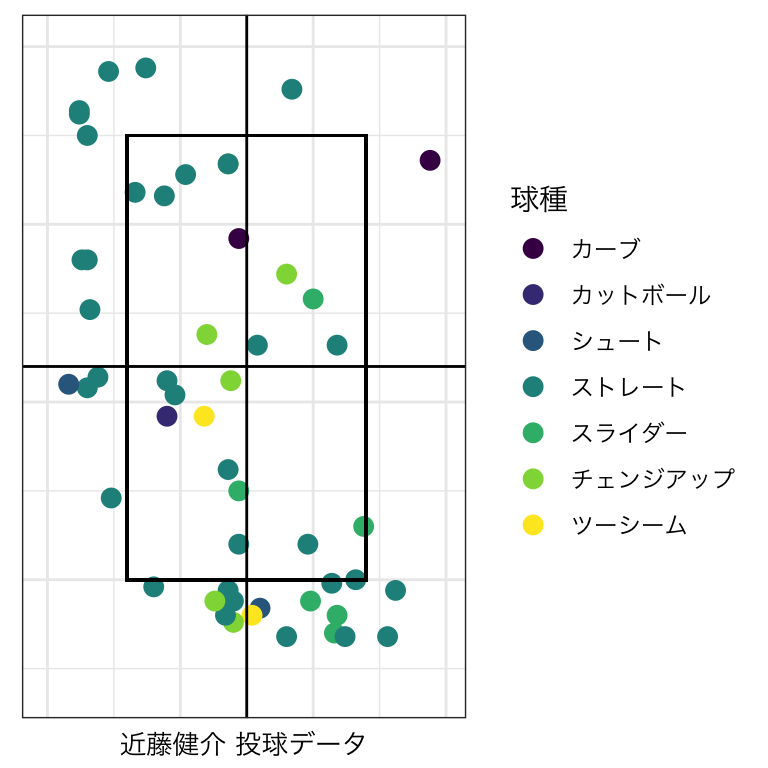 球種
カーブ
カットボール
シュート
ストレート
スライダー
チェンジアップ
ツーシーム
近藤健介 投球データ